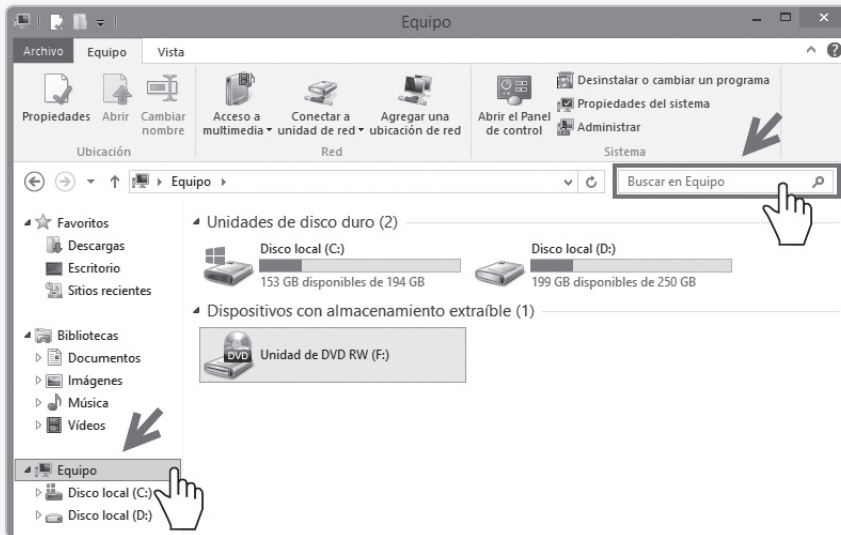 Equipo
Archivo Equipo Vista
Propiedades Abrir Cambiar nombre
Acceso a multimedia Conectar a unidad de red Agregar una ubicación de red
Abrir el Panel de control
Desinstalar o cambiar un programa
Propiedades del sistema
Administrar
Ubicación Red Sistema
Equipo
Buscar en Equipo
Favoritos
Descargas
Escritorio
Sitios recientes
Bibliotecas
Documentos
Imágenes
Música
Vídeos
Equipo
Disco local (C:)
Disco local (D:)
Unidades de disco duro (2)
Disco local (C:)
153 GB disponibles de 194 GB
Disco local (D:)
199 GB disponibles de 250 GB
Dispositivos con almacenamiento extraíble (1)
DVD
Unidad de DVD RW (F:)